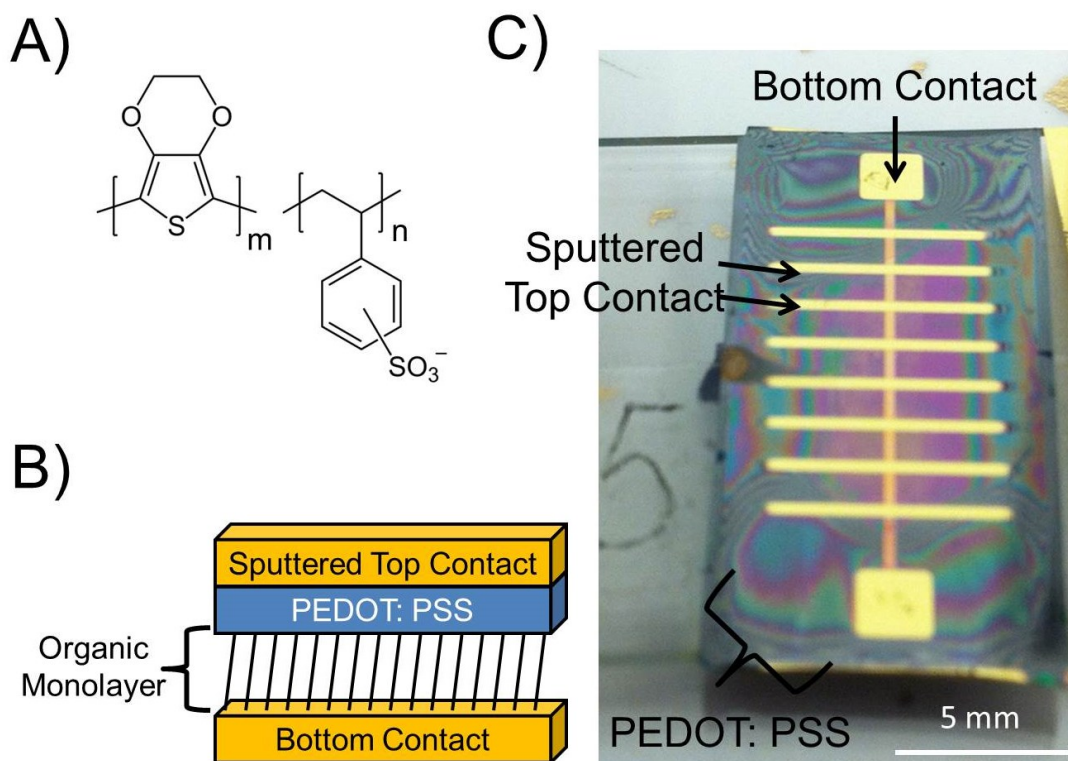 A)
O
O
S
m
n
SO₃⁻
B)
Sputtered Top Contact
PEDOT: PSS
Organic
Monolayer
Bottom Contact
C)
Bottom Contact
Sputtered
Top Contact
5
PEDOT: PSS
5 mm